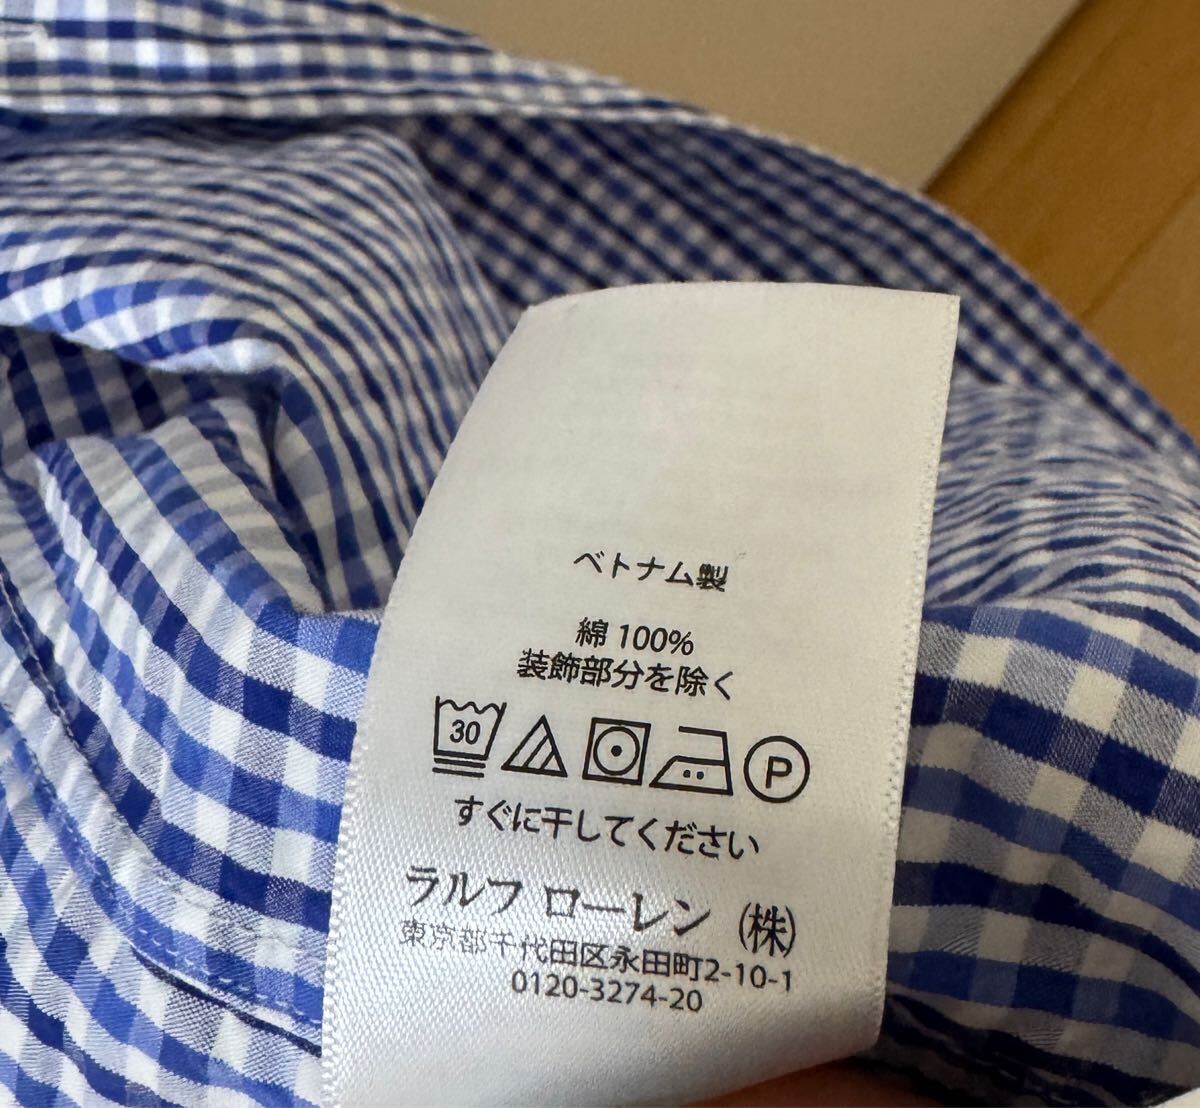 ベトナム製
綿 100%
装飾部分を除く
30 P
すぐに干してください
ラルフ ローレン (株)
東京都千代田区永田町2-10-1
0120-3274-20